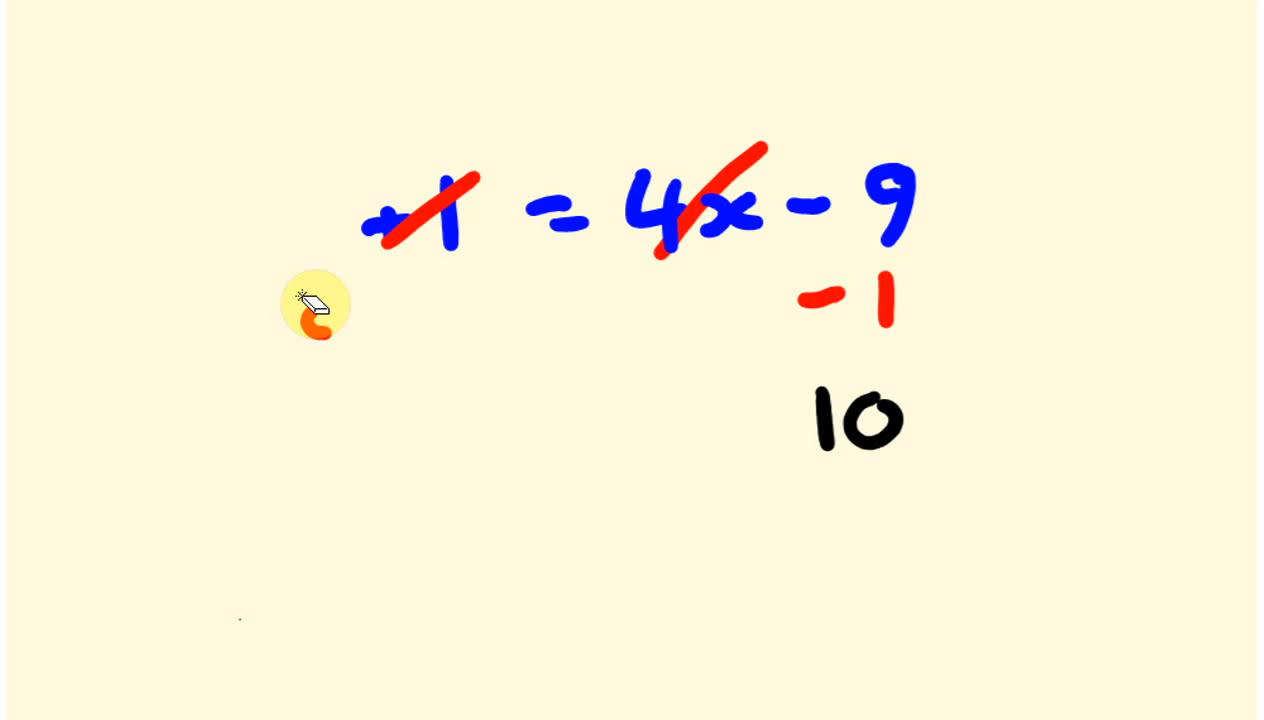 +1 = 4x - 9
- 1
10